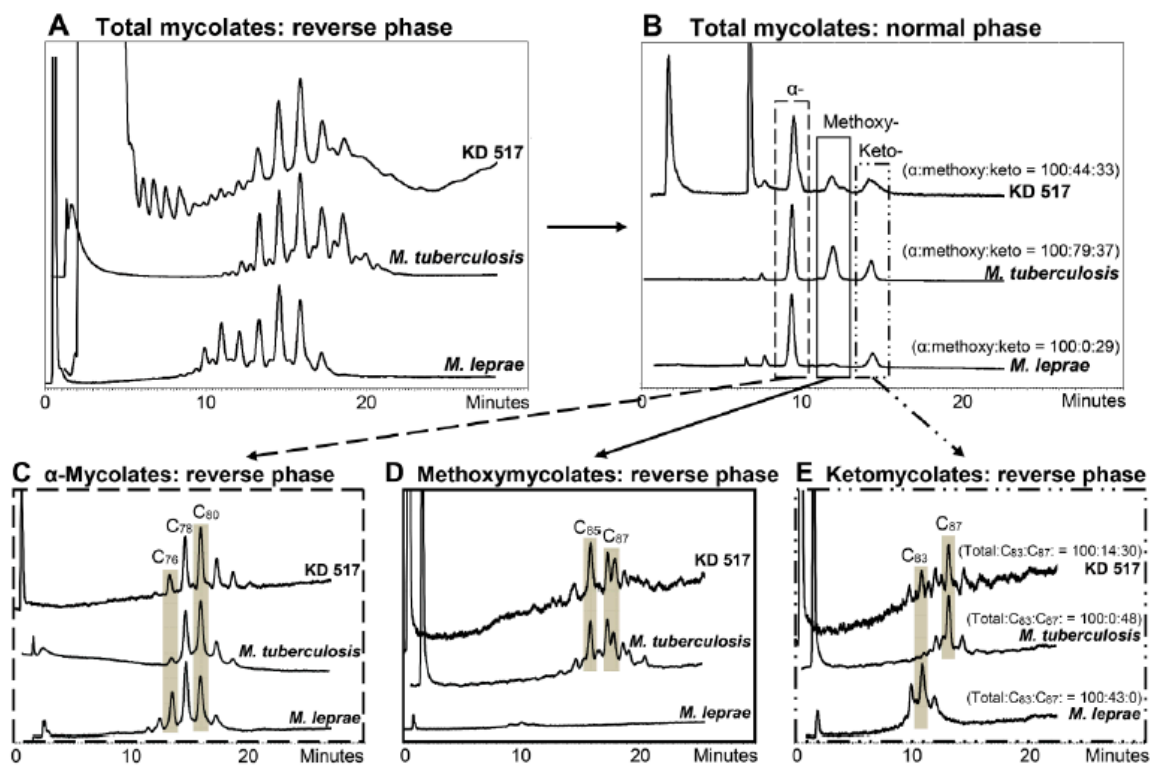 A Total mycolates: reverse phase
KD 517
M. tuberculosis
M. leprae
0 10 20 Minutes
B Total mycolates: normal phase
α-
Methoxy-
Keto-
(α:methoxy:keto = 100:44:33)
KD 517
(α:methoxy:keto = 100:79:37)
M. tuberculosis
(α:methoxy:keto = 100:0:29)
M. leprae
0 10 20 Minutes
C α-Mycolates: reverse phase
C80
C78
C76
KD 517
M. tuberculosis
M. leprae
0 10 20 Minutes
D Methoxymycolates: reverse phase
C85 C87
KD 517
M. tuberculosis
M. leprae
0 10 20 Minutes
E Ketomycolates: reverse phase
C87
C83
(Total:C83:C87: = 100:14:30)
KD 517
(Total:C83:C87: = 100:0:48)
M. tuberculosis
(Total:C83:C87: = 100:43:0)
M. leprae
0 10 20 Minutes